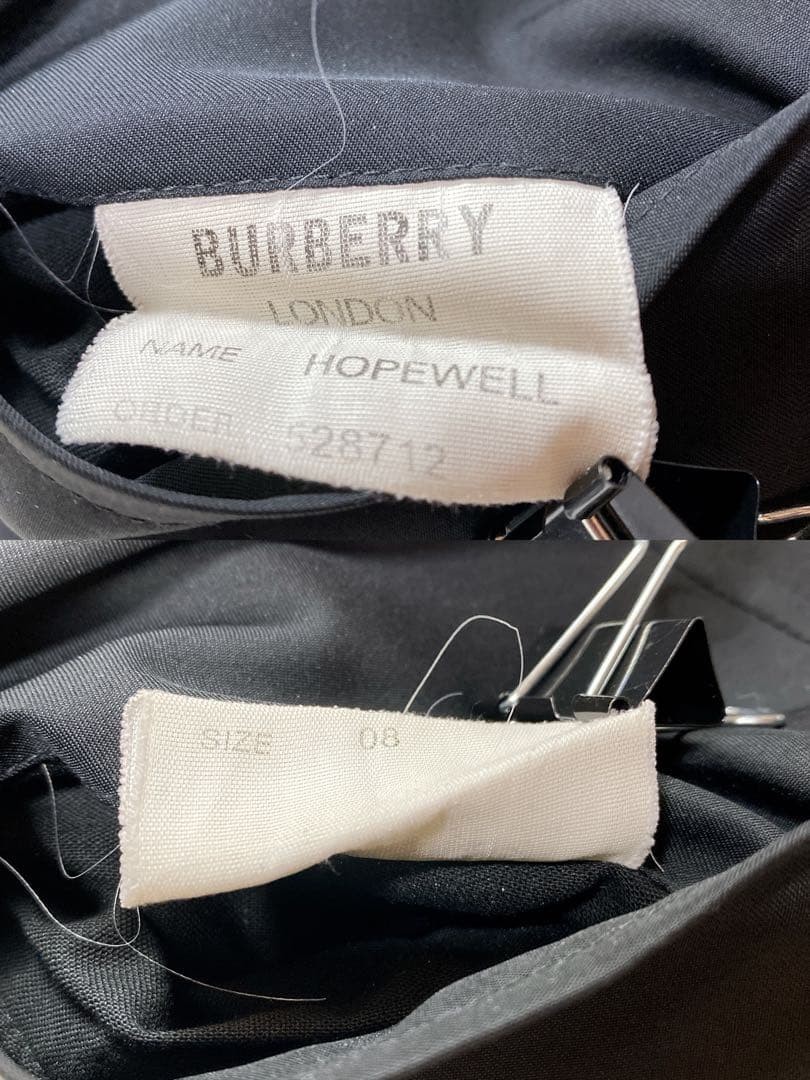 BURBERRY
LONDON
NAME HOPEWELL
ORDER 528712
SIZE 08